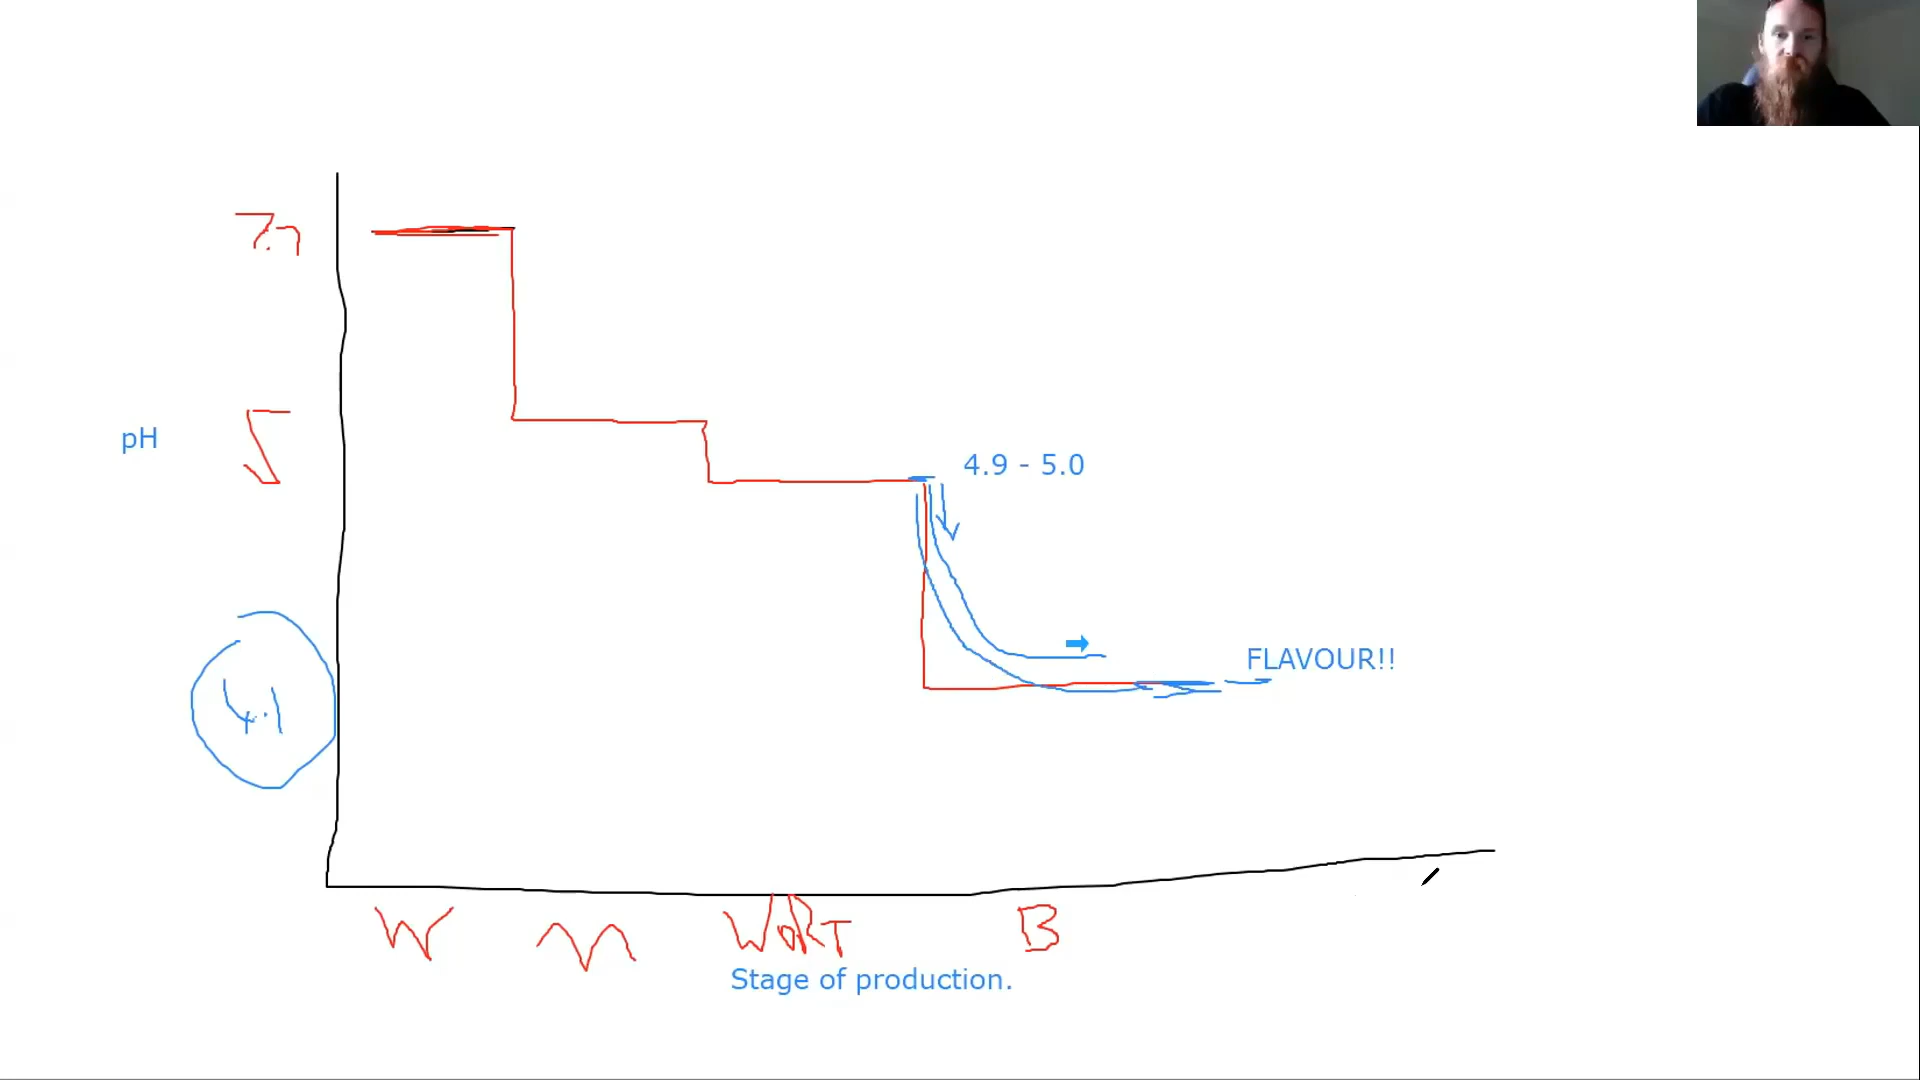 7.7
pH
5
4.9 - 5.0
FLAVOUR!!
4.1
W M WORT B
Stage of production.